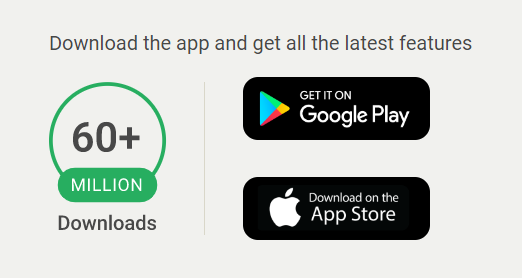 Download the app and get all the latest features
60+
MILLION
Downloads
GET IT ON
Google Play
Download on the
App Store